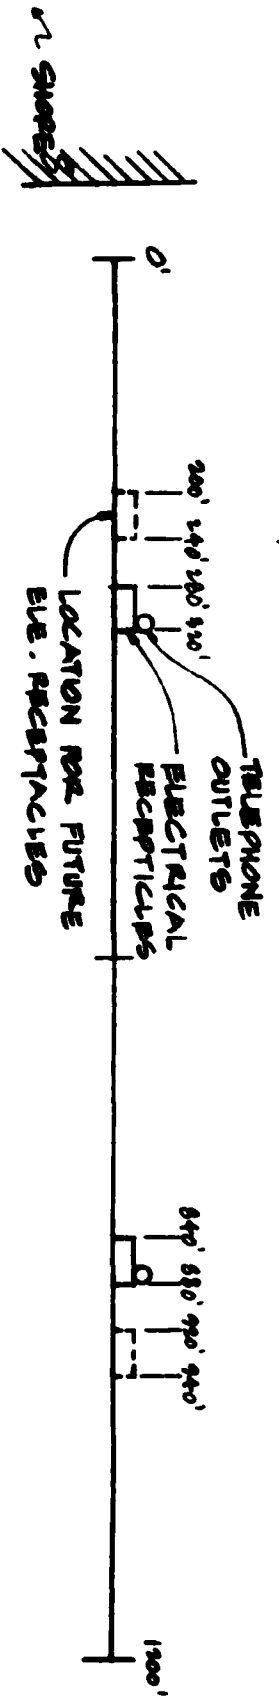 SHORE
0'
200' 240' 280' 320'
TELEPHONE
OUTLETS
ELECTRICAL
RECEPTICLES
LOCATION FOR FUTURE
ELE. RECEPTACLES
840' 880' 920' 940'
1200'